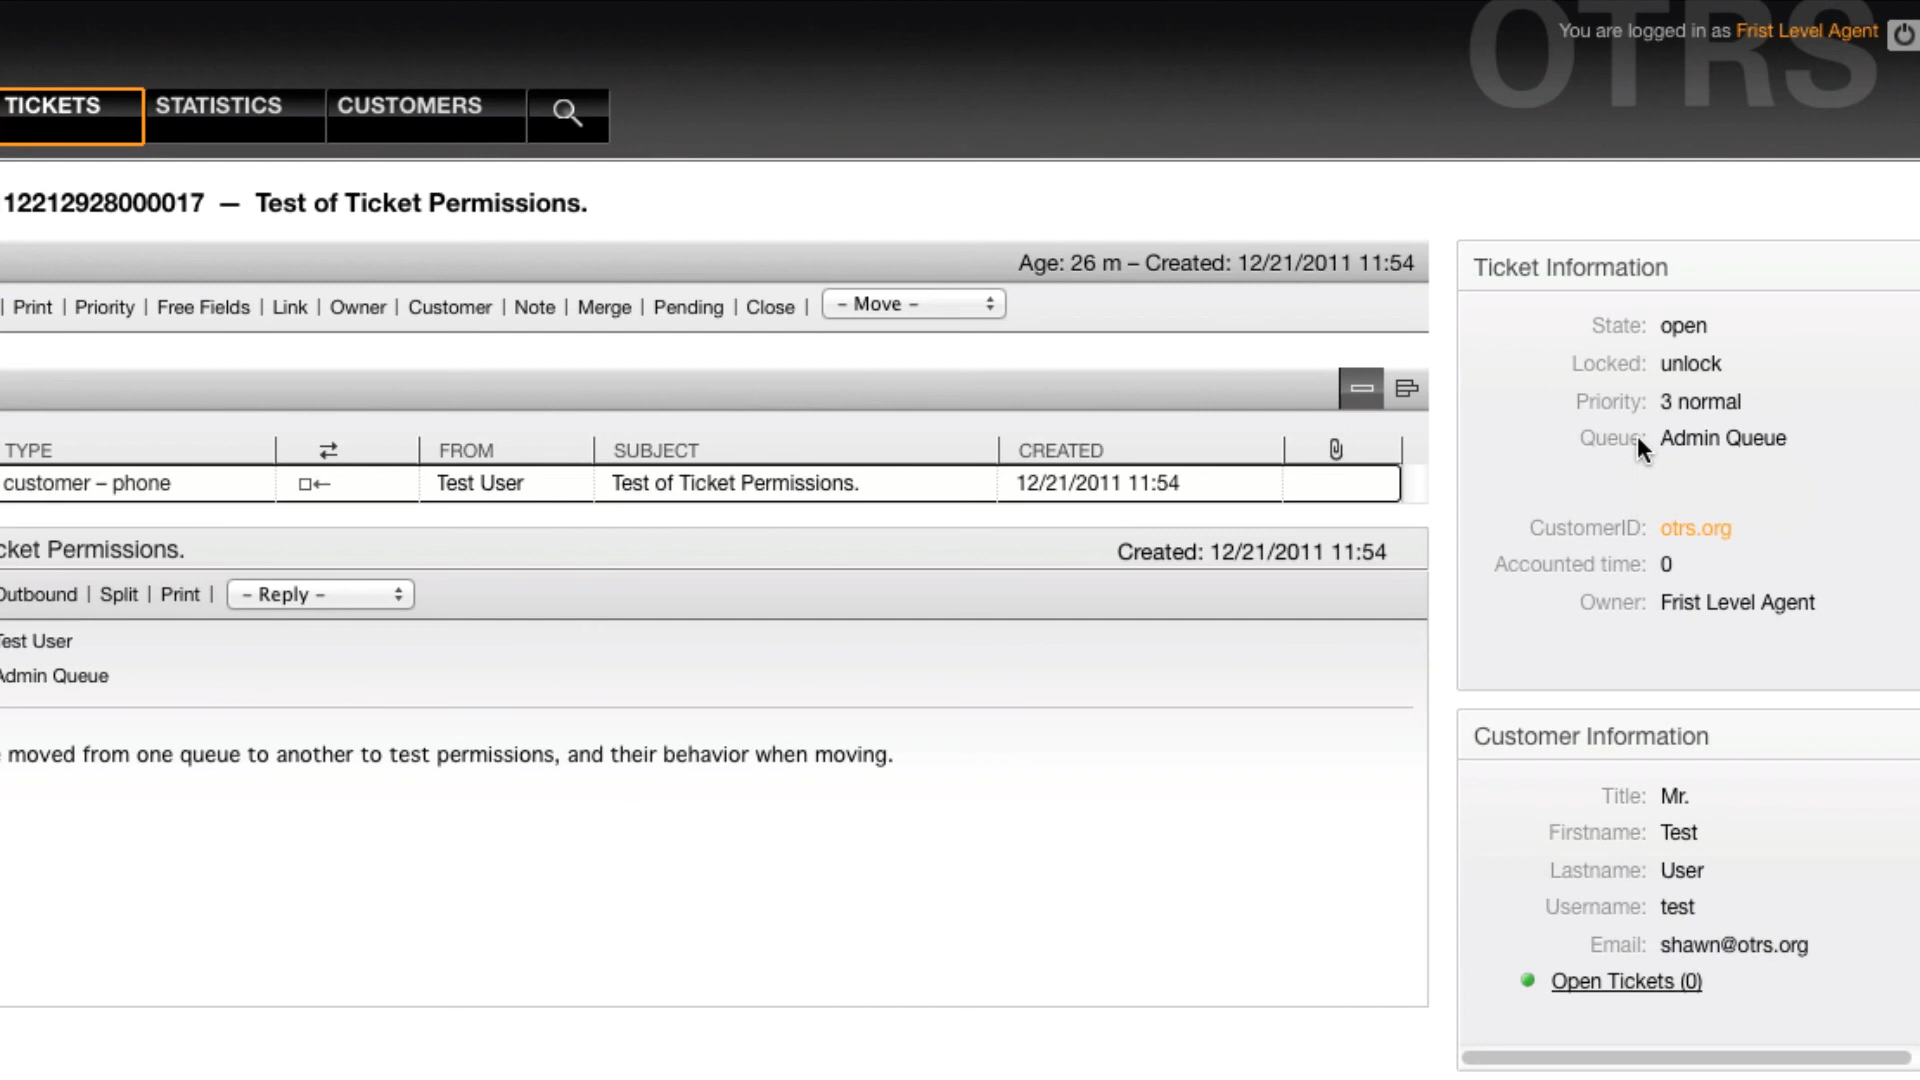 OTRS
You are logged in as Frist Level Agent
TICKETS STATISTICS CUSTOMERS
12212928000017 — Test of Ticket Permissions.
Age: 26 m – Created: 12/21/2011 11:54
| Print | Priority | Free Fields | Link | Owner | Customer | Note | Merge | Pending | Close | - Move -
TYPE FROM SUBJECT CREATED
customer – phone Test User Test of Ticket Permissions. 12/21/2011 11:54
cket Permissions. Created: 12/21/2011 11:54
Outbound | Split | Print | - Reply -
Test User
Admin Queue
moved from one queue to another to test permissions, and their behavior when moving.
Ticket Information
State: open
Locked: unlock
Priority: 3 normal
Queue: Admin Queue
CustomerID: otrs.org
Accounted time: 0
Owner: Frist Level Agent
Customer Information
Title: Mr.
Firstname: Test
Lastname: User
Username: test
Email: shawn@otrs.org
Open Tickets (0)